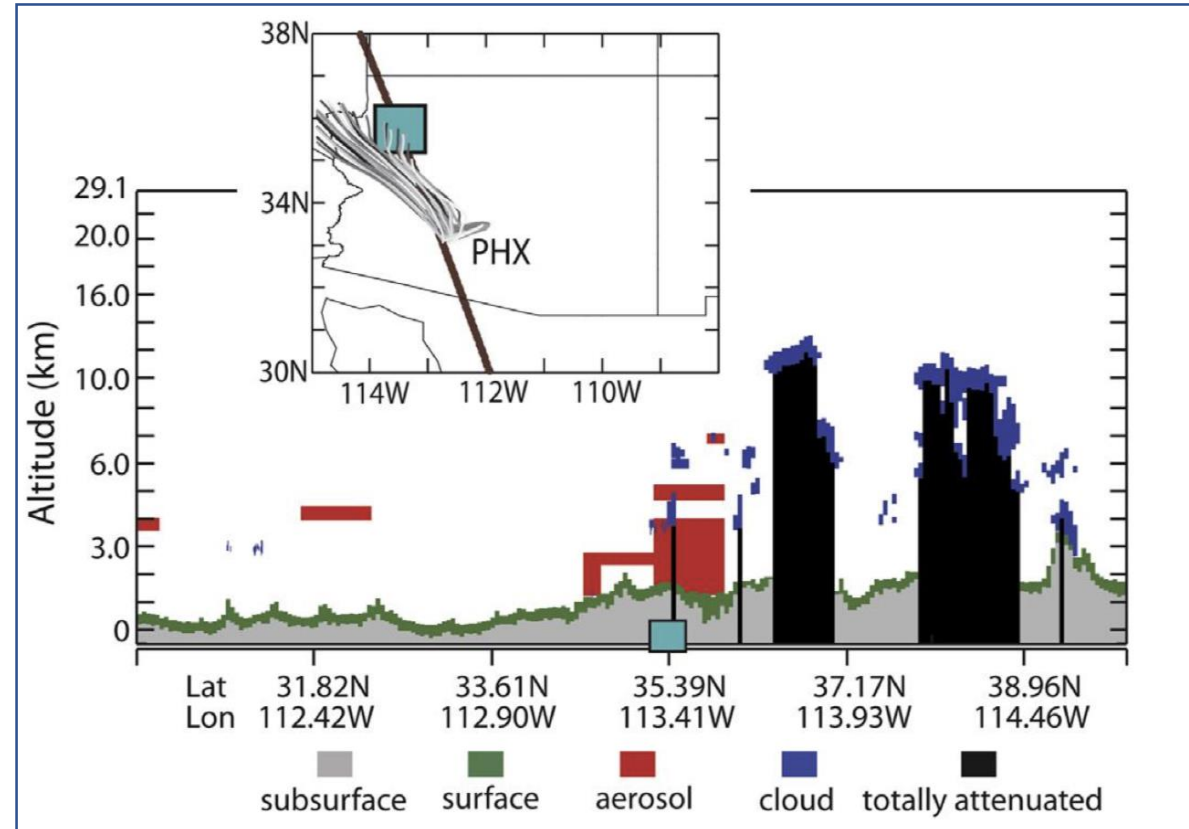 38N
34N
PHX
30N
114W 112W 110W
29.1
20.0
16.0
10.0
6.0
3.0
0
Altitude (km)
Lat 31.82N 33.61N 35.39N 37.17N 38.96N
Lon 112.42W 112.90W 113.41W 113.93W 114.46W
subsurface surface aerosol cloud totally attenuated